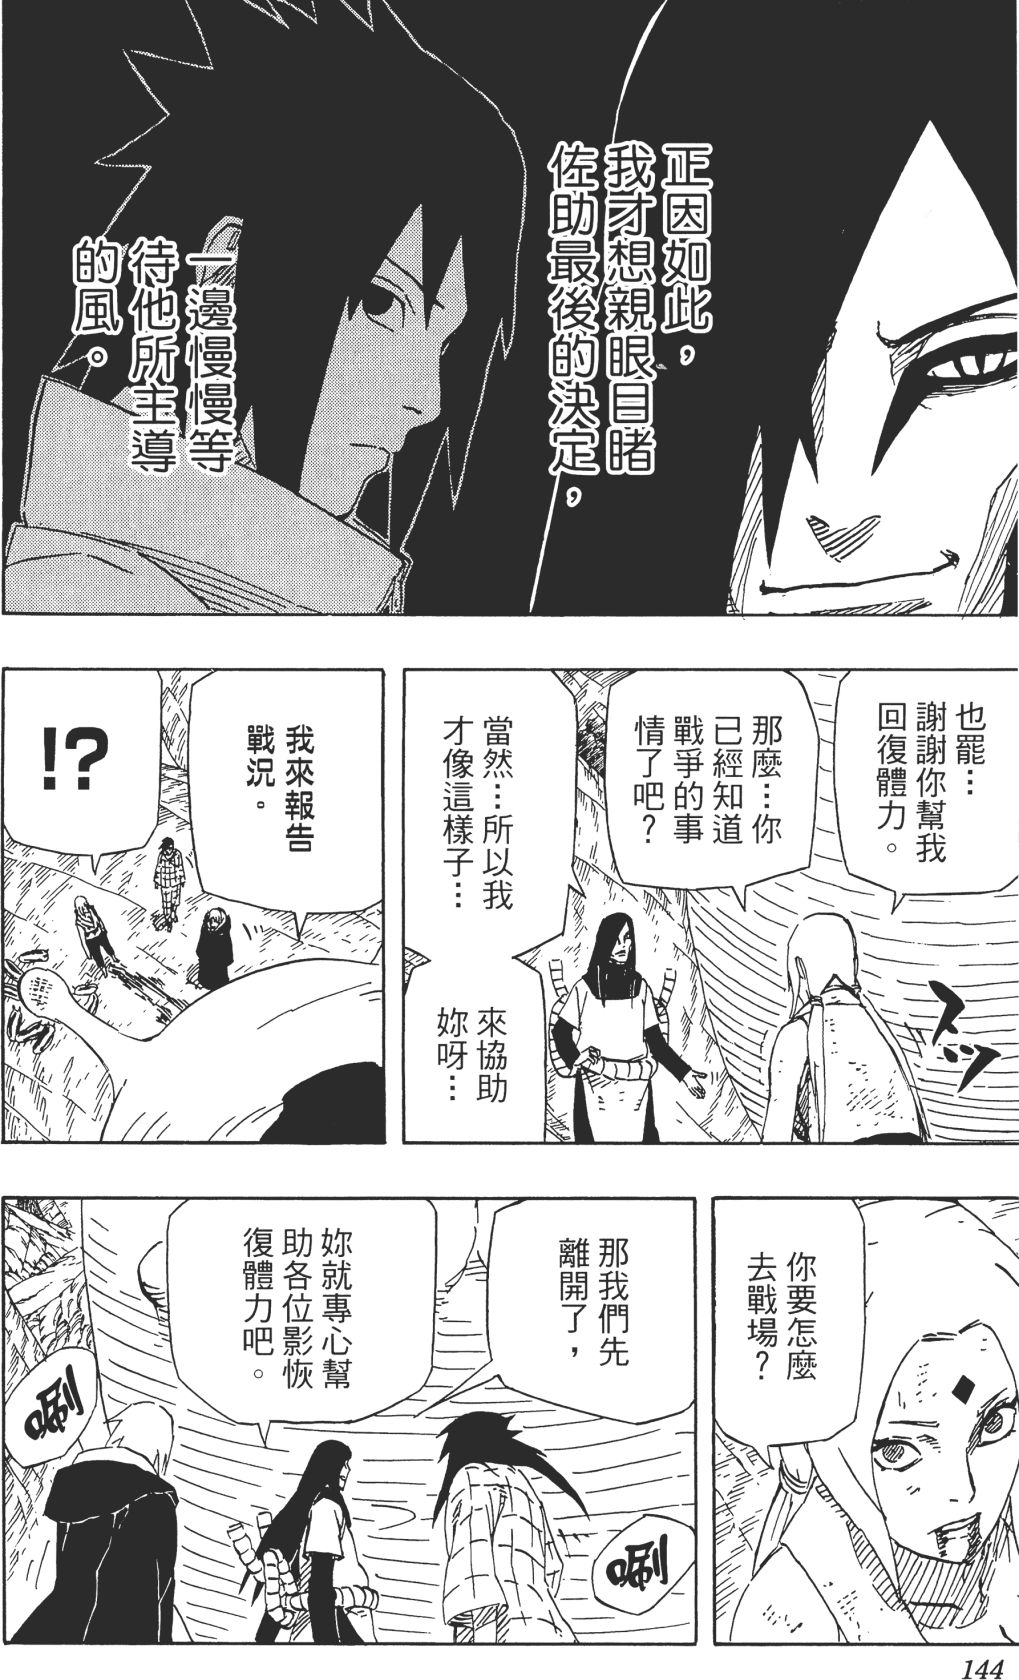 正因如此，
我才想親眼目睹
佐助最後的決定，
一邊慢慢等
待他所主導
的風。
也罷…
謝謝你幫我
回復體力。
那麼…你
已經知道
戰爭的事
情了吧？
當然…所以我
才像這樣子…
來協助
妳呀…
我來報告
戰況。
!?
你要怎麼
去戰場？
那我們先
離開了，
妳就專心幫
助各位影恢
復體力吧。
唰
唰
144